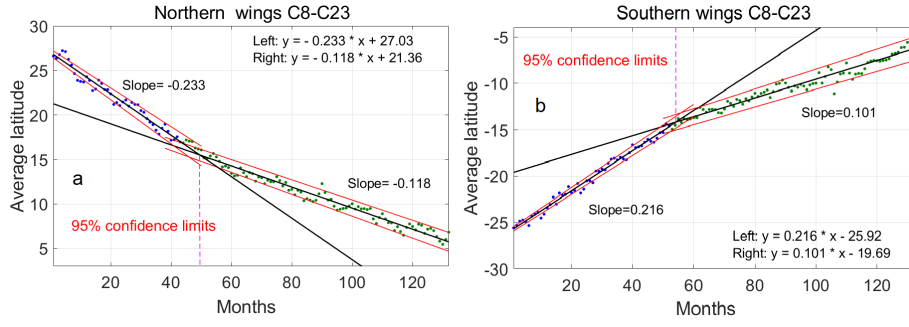 Northern wings C8-C23
Left: y = - 0.233 * x + 27.03
Right: y = - 0.118 * x + 21.36
Slope= -0.233
a
Slope= -0.118
95% confidence limits
30
25
20
15
10
5
20
40
60
80
100
120
Average latitude
Months
Southern wings C8-C23
95% confidence limits
b
Slope=0.101
Slope=0.216
Left: y = 0.216 * x - 25.92
Right: y = 0.101 * x - 19.69
-5
-10
-15
-20
-25
-30
20
40
60
80
100
120
Average latitude
Months